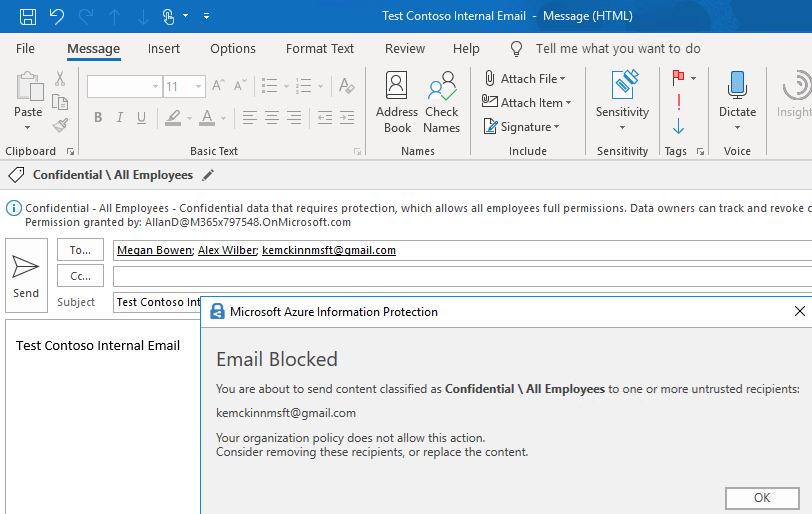 Test Contoso Internal Email - Message (HTML)
File Message Insert Options Format Text Review Help Tell me what you want to do
Paste
Clipboard
11
A A A
B I U A
Basic Text
Address Book
Check Names
Names
Attach File
Attach Item
Signature
Include
Sensitivity
Sensitivity
Tags
Dictate
Voice
Insight
Confidential \ All Employees
Confidential - All Employees - Confidential data that requires protection, which allows all employees full permissions. Data owners can track and revoke c
Permission granted by: AllanD@M365x797548.OnMicrosoft.com
Send
To... Megan Bowen; Alex Wilber; kemckinnmsft@gmail.com
Cc...
Subject Test Contoso Int
Test Contoso Internal Email
Microsoft Azure Information Protection
Email Blocked
You are about to send content classified as Confidential \ All Employees to one or more untrusted recipients:
kemckinnmsft@gmail.com
Your organization policy does not allow this action.
Consider removing these recipients, or replace the content.
OK